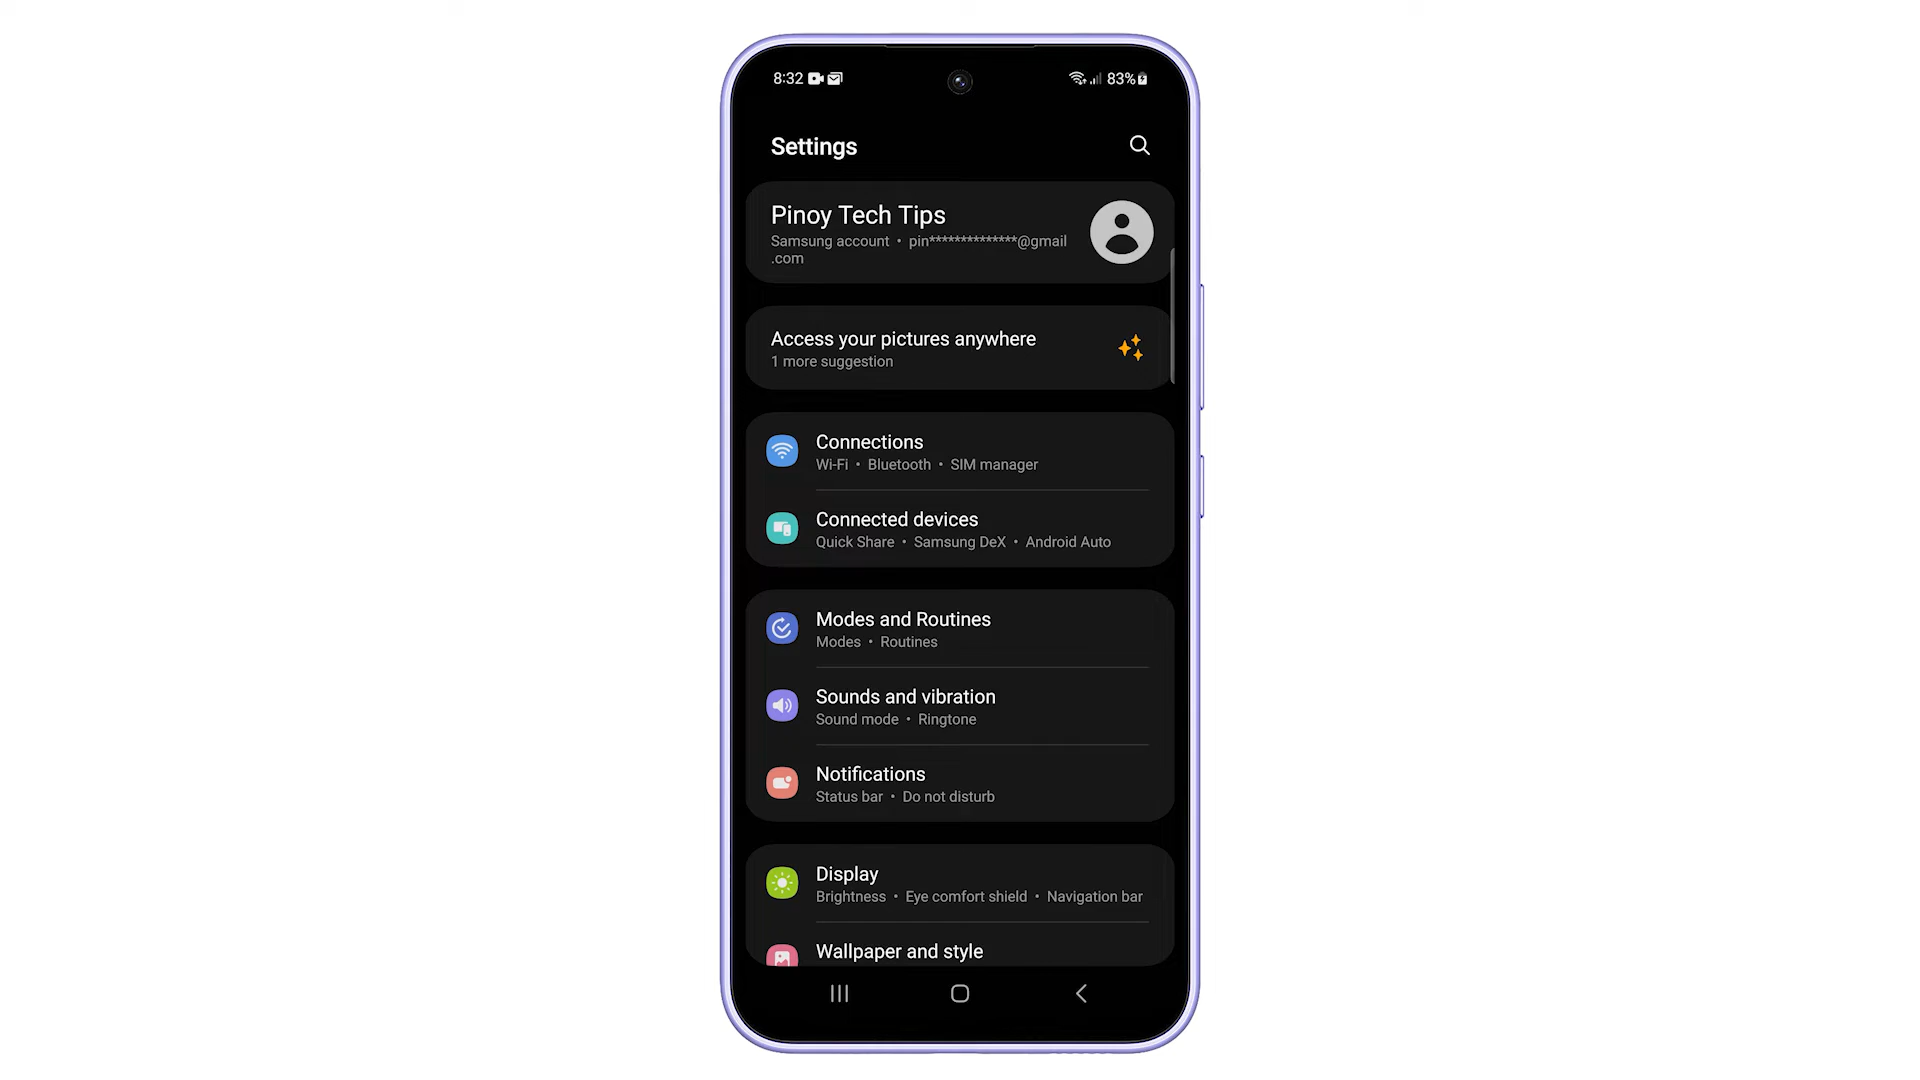 8:32
83%
Settings
Pinoy Tech Tips
Samsung account • pin**************@gmail
.com
Access your pictures anywhere
1 more suggestion
Connections
Wi-Fi • Bluetooth • SIM manager
Connected devices
Quick Share • Samsung DeX • Android Auto
Modes and Routines
Modes • Routines
Sounds and vibration
Sound mode • Ringtone
Notifications
Status bar • Do not disturb
Display
Brightness • Eye comfort shield • Navigation bar
Wallpaper and style